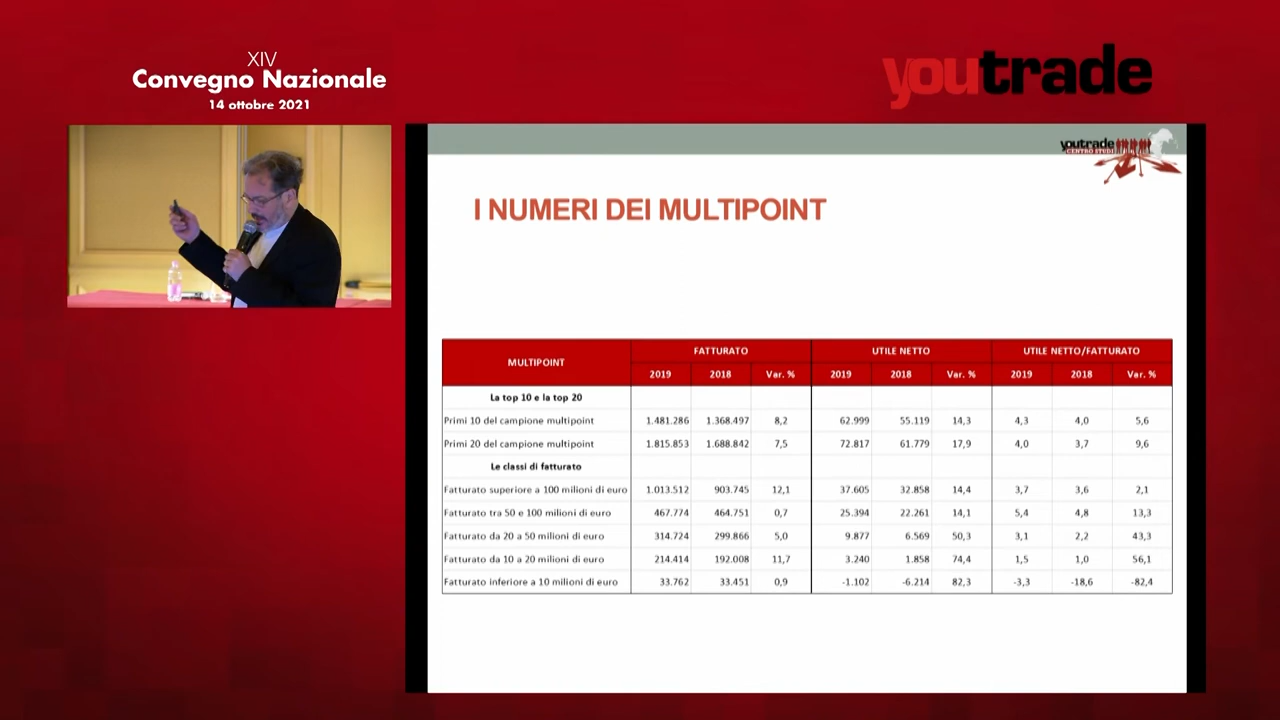 XIV
Convegno Nazionale
14 ottobre 2021
youtrade
youtrade
CENTRO STUDI
I NUMERI DEI MULTIPOINT
MULTIPOINT FATTURATO UTILE NETTO UTILE NETTO/FATTURATO
2019 2018 Var. % 2019 2018 Var. % 2019 2018 Var. %
La top 10 e la top 20
Primi 10 del campione multipoint 1.481.286 1.368.497 8,2 62.999 55.119 14,3 4,3 4,0 5,6
Primi 20 del campione multipoint 1.815.853 1.688.842 7,5 72.817 61.779 17,9 4,0 3,7 9,6
Le classi di fatturato
Fatturato superiore a 100 milioni di euro 1.013.512 903.745 12,1 37.605 32.858 14,4 3,7 3,6 2,1
Fatturato tra 50 e 100 milioni di euro 467.774 464.751 0,7 25.394 22.261 14,1 5,4 4,8 13,3
Fatturato da 20 a 50 milioni di euro 314.724 299.866 5,0 9.877 6.569 50,3 3,1 2,2 43,3
Fatturato da 10 a 20 milioni di euro 214.414 192.008 11,7 3.240 1.858 74,4 1,5 1,0 56,1
Fatturato inferiore a 10 milioni di euro 33.762 33.451 0,9 -1.102 -6.214 82,3 -3,3 -18,6 -82,4